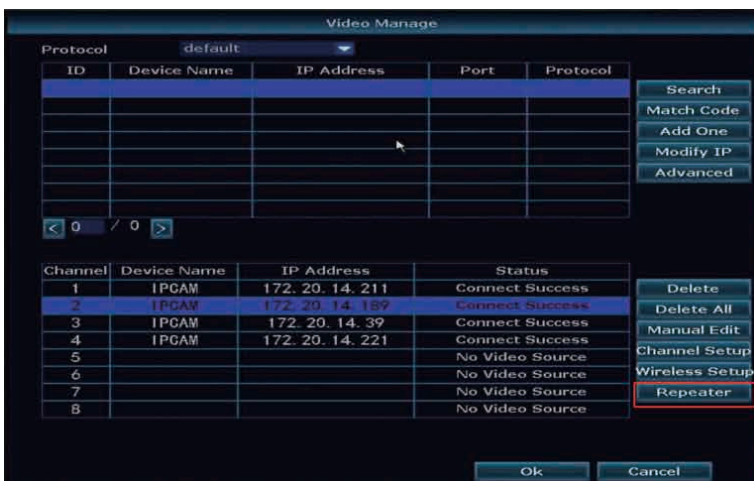 Video Manage
Protocol default
ID Device Name IP Address Port Protocol
Search
Match Code
Add One
Modify IP
Advanced
< 0 / 0 >
Channel Device Name IP Address Status
1 IPCAM 172. 20. 14. 211 Connect Success
2 IPCAM 172. 20. 14. 189 Connect Success
3 IPCAM 172. 20. 14. 39 Connect Success
4 IPCAM 172. 20. 14. 221 Connect Success
5 No Video Source
6 No Video Source
7 No Video Source
8 No Video Source
Delete
Delete All
Manual Edit
Channel Setup
Wireless Setup
Repeater
Ok Cancel